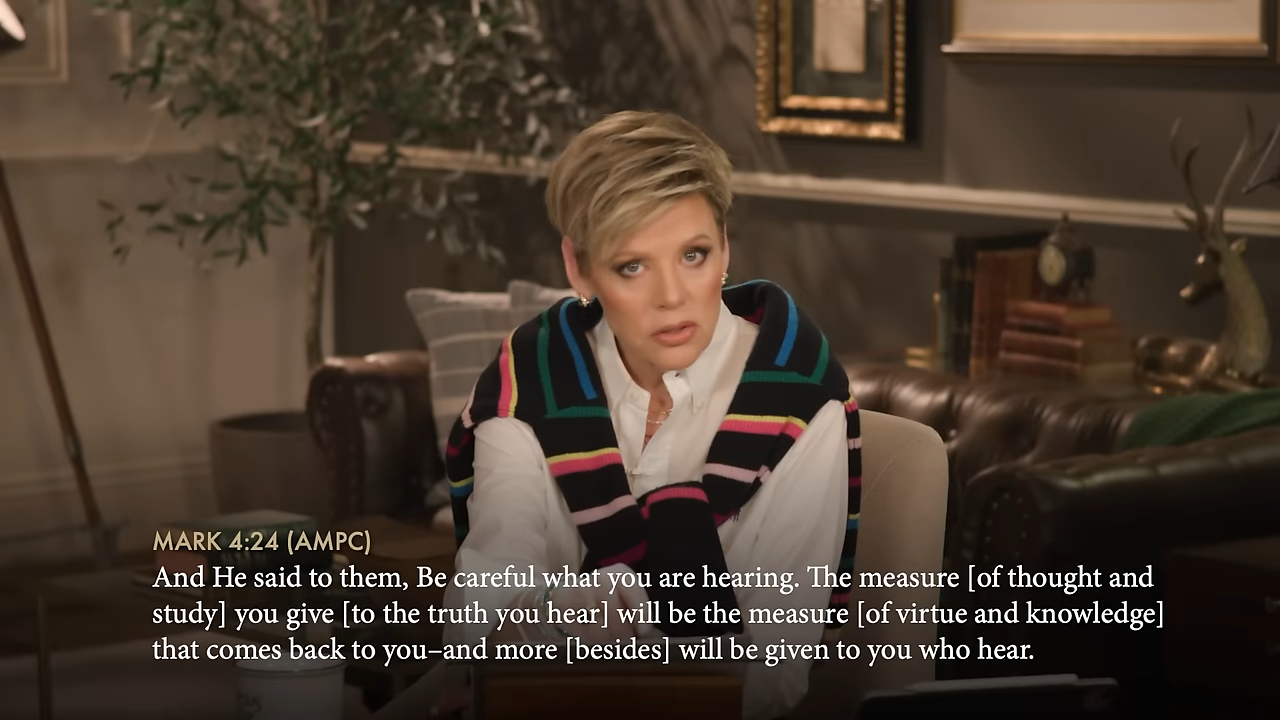 MARK 4:24 (AMPC)
And He said to them, Be careful what you are hearing. The measure [of thought and
study] you give [to the truth you hear] will be the measure [of virtue and knowledge]
that comes back to you–and more [besides] will be given to you who hear.